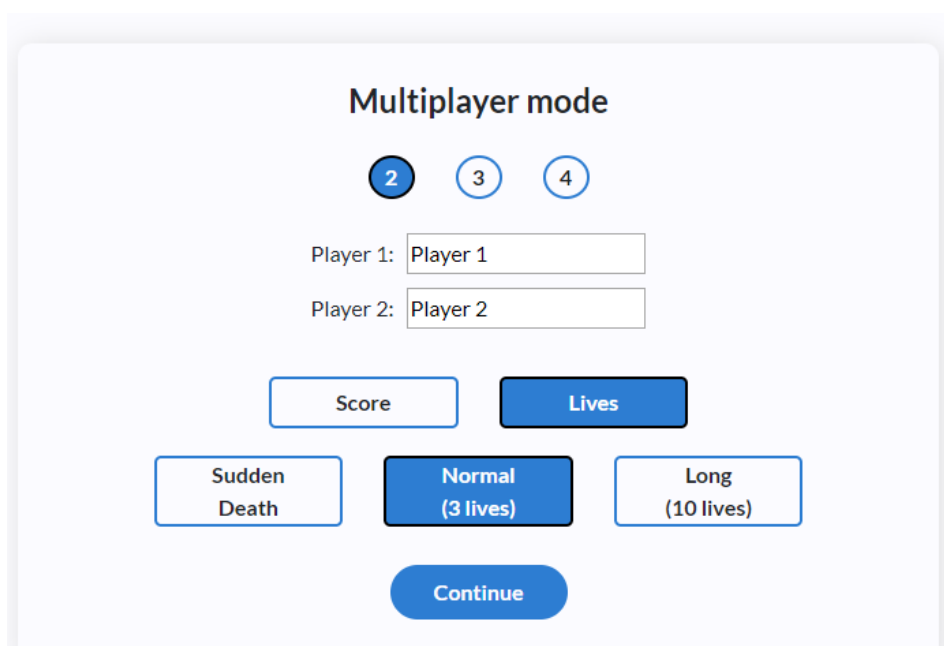 Multiplayer mode
2 3 4
Player 1: Player 1
Player 2: Player 2
Score Lives
Sudden Death Normal (3 lives) Long (10 lives)
Continue